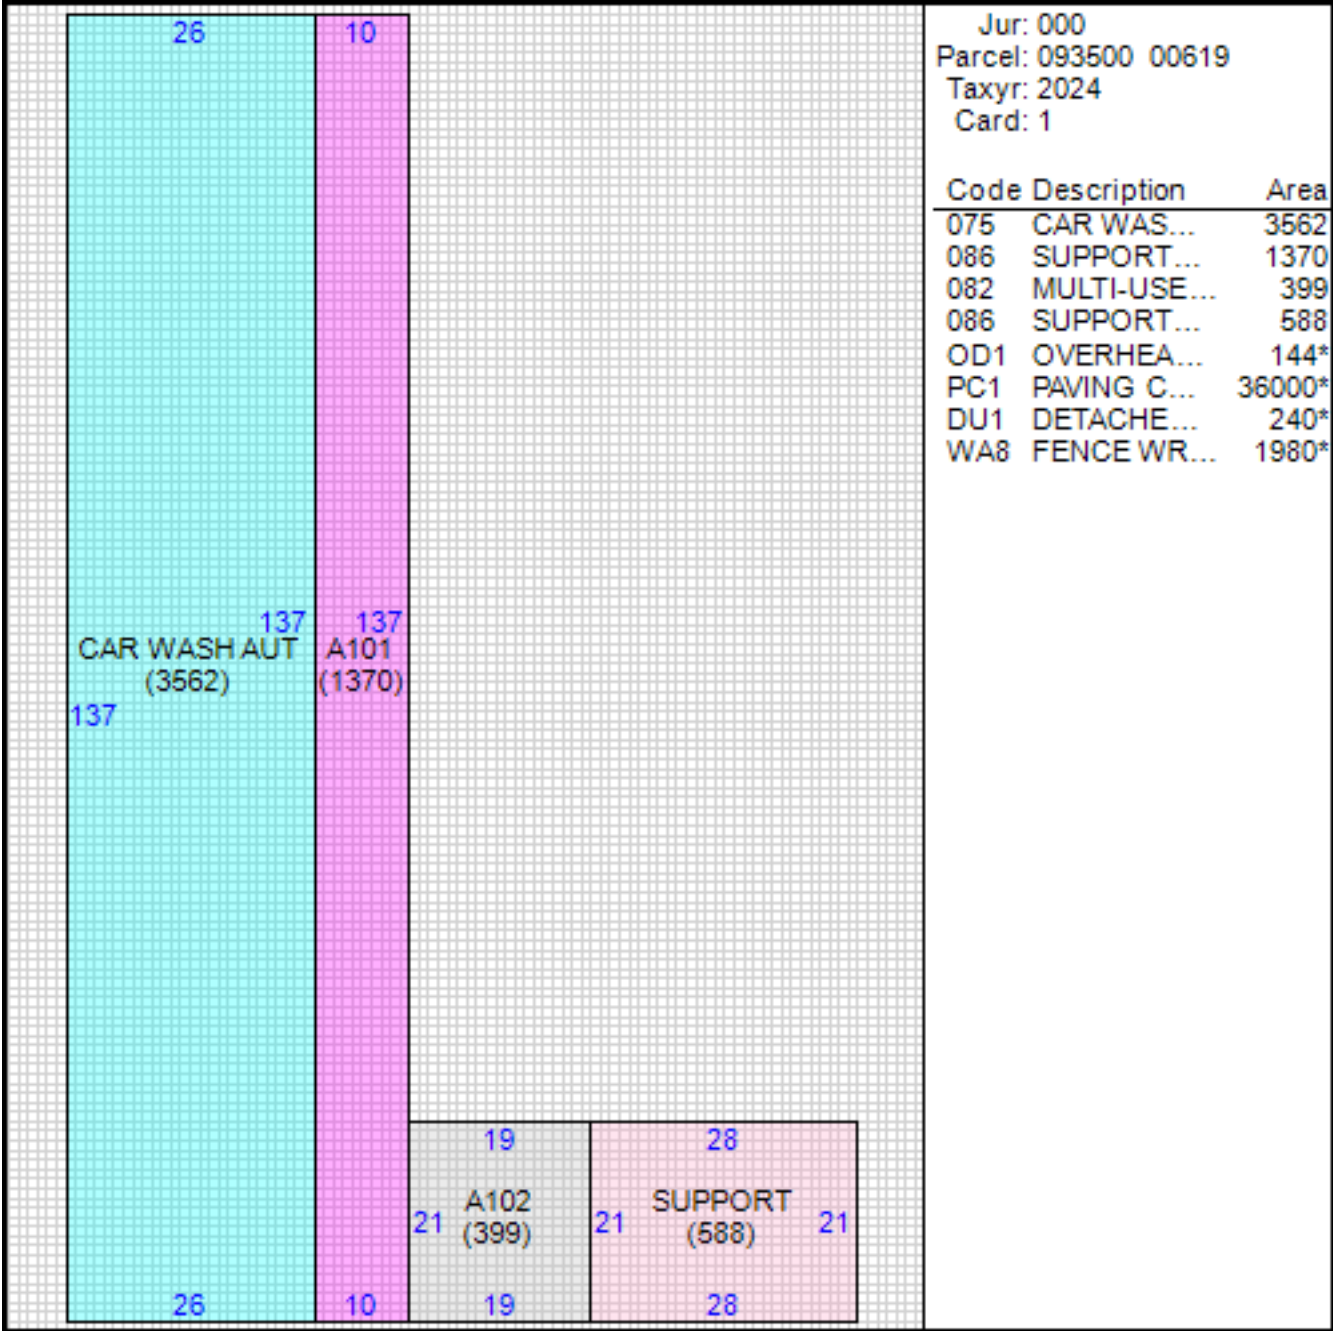 26 10
137 137
CAR WASH AUT A101
(3562) (1370)
137
19 28
A102 SUPPORT
21 (399) 21 (588) 21
26 10 19 28
Jur: 000
Parcel: 093500 00619
Taxyr: 2024
Card: 1
Code Description Area
075 CAR WAS... 3562
086 SUPPORT... 1370
082 MULTI-USE... 399
086 SUPPORT... 588
OD1 OVERHEA... 144*
PC1 PAVING C... 36000*
DU1 DETACHE... 240*
WA8 FENCE WR... 1980*